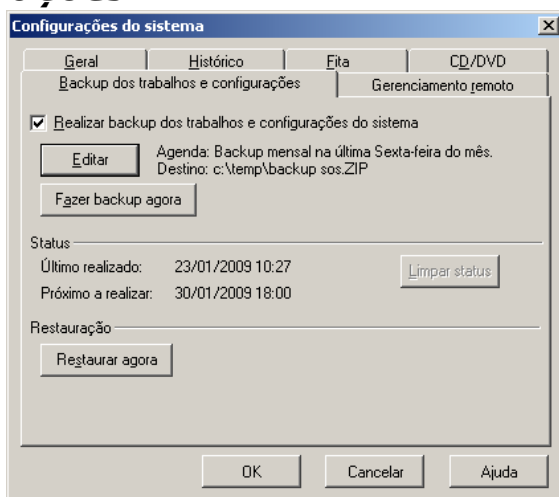 Configurações do sistema
Geral Histórico Fita CD/DVD
Backup dos trabalhos e configurações Gerenciamento remoto
Realizar backup dos trabalhos e configurações do sistema
Editar
Agenda: Backup mensal na última Sexta-feira do mês.
Destino: c:\temp\backup sos.ZIP
Fazer backup agora
Status
Último realizado: 23/01/2009 10:27
Limpar status
Próximo a realizar: 30/01/2009 18:00
Restauração
Restaurar agora
OK Cancelar Ajuda